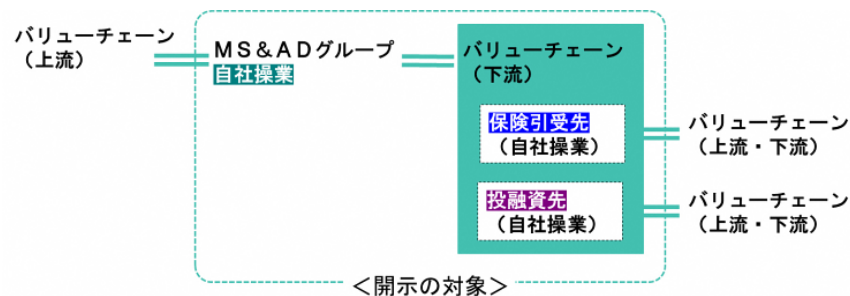 バリューチェーン
（上流）
ＭＳ＆ＡＤグループ
自社操業
バリューチェーン
（下流）
保険引受先
（自社操業）
投融資先
（自社操業）
バリューチェーン
（上流・下流）
バリューチェーン
（上流・下流）
＜開示の対象＞